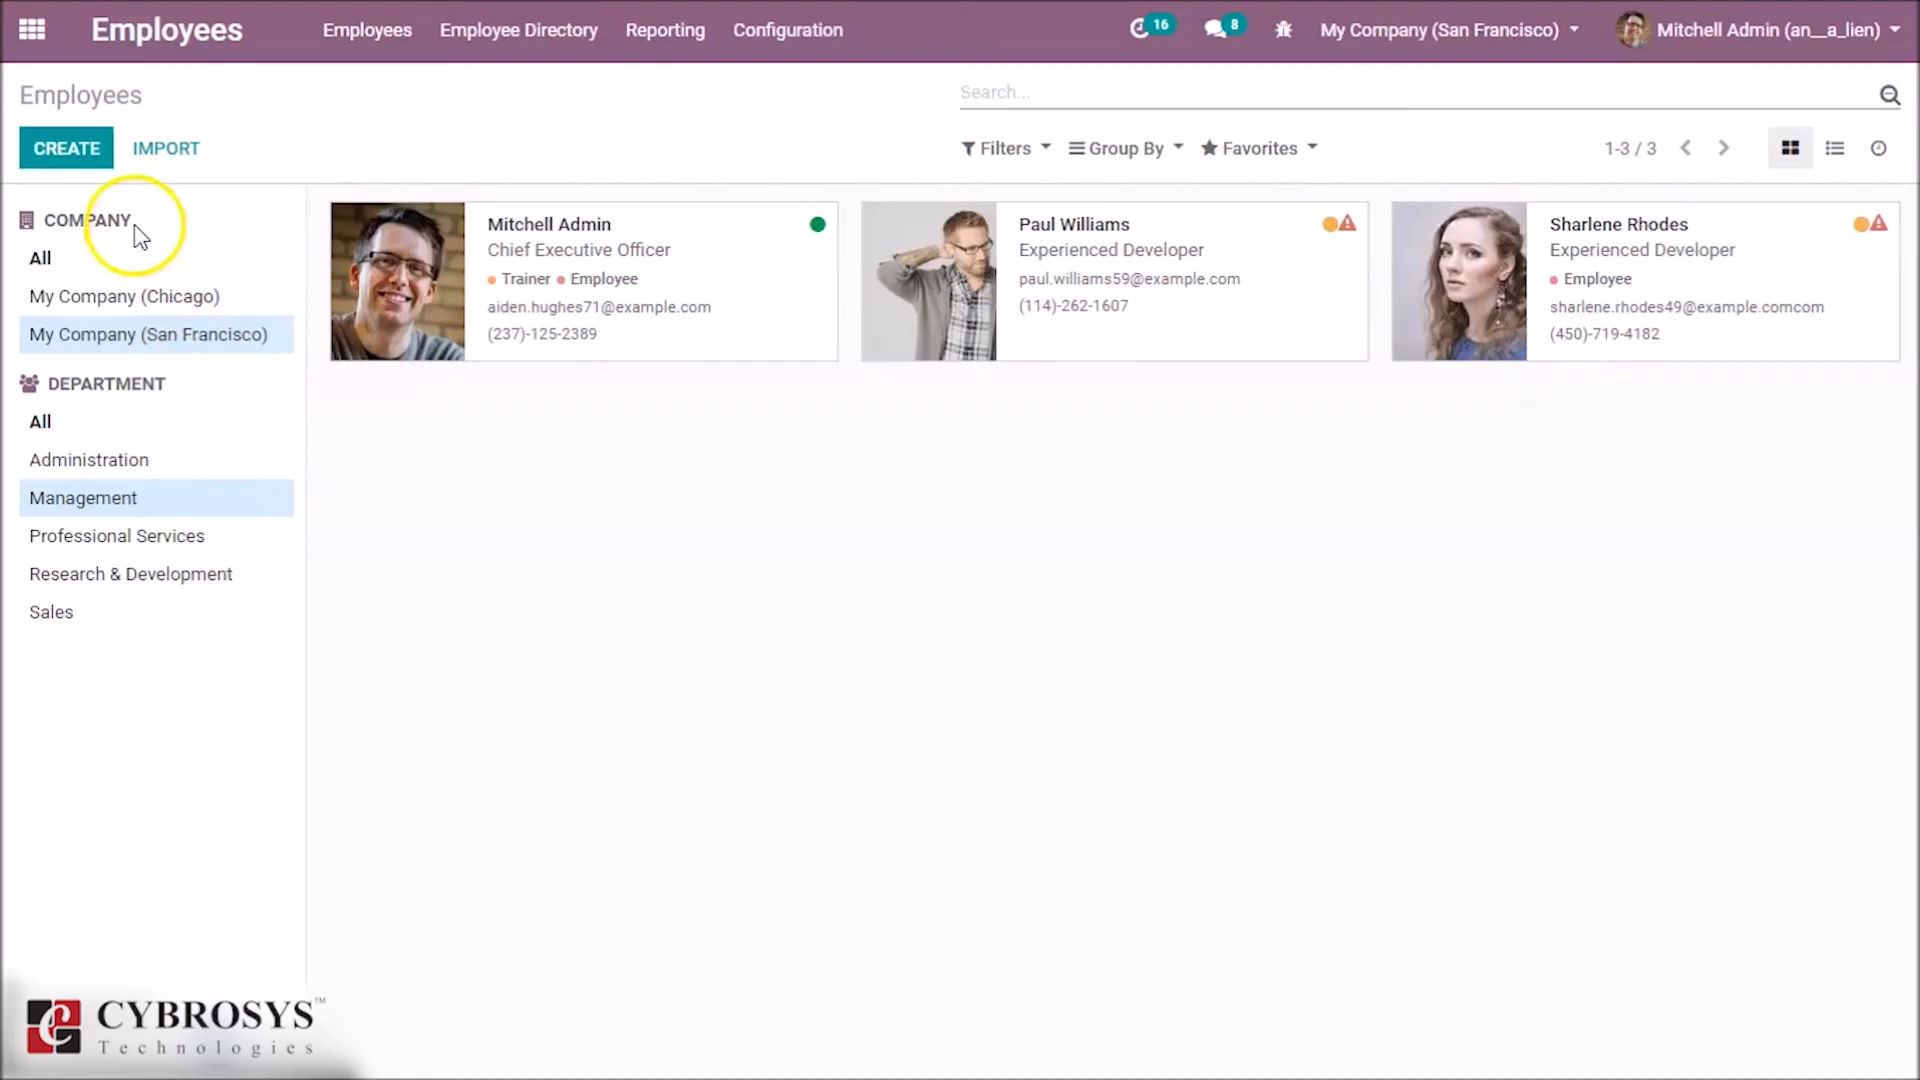 Employees
Employees
Employee Directory
Reporting
Configuration
16
8
My Company (San Francisco)
Mitchell Admin (an__a_lien)
Employees
Search...
CREATE
IMPORT
Filters
Group By
Favorites
1-3 / 3
COMPANY
All
My Company (Chicago)
My Company (San Francisco)
DEPARTMENT
All
Administration
Management
Professional Services
Research & Development
Sales
Mitchell Admin
Chief Executive Officer
Trainer Employee
aiden.hughes71@example.com
(237)-125-2389
Paul Williams
Experienced Developer
paul.williams59@example.com
(114)-262-1607
Sharlene Rhodes
Experienced Developer
Employee
sharlene.rhodes49@example.comcom
(450)-719-4182
CYBROSYS™
Technologies